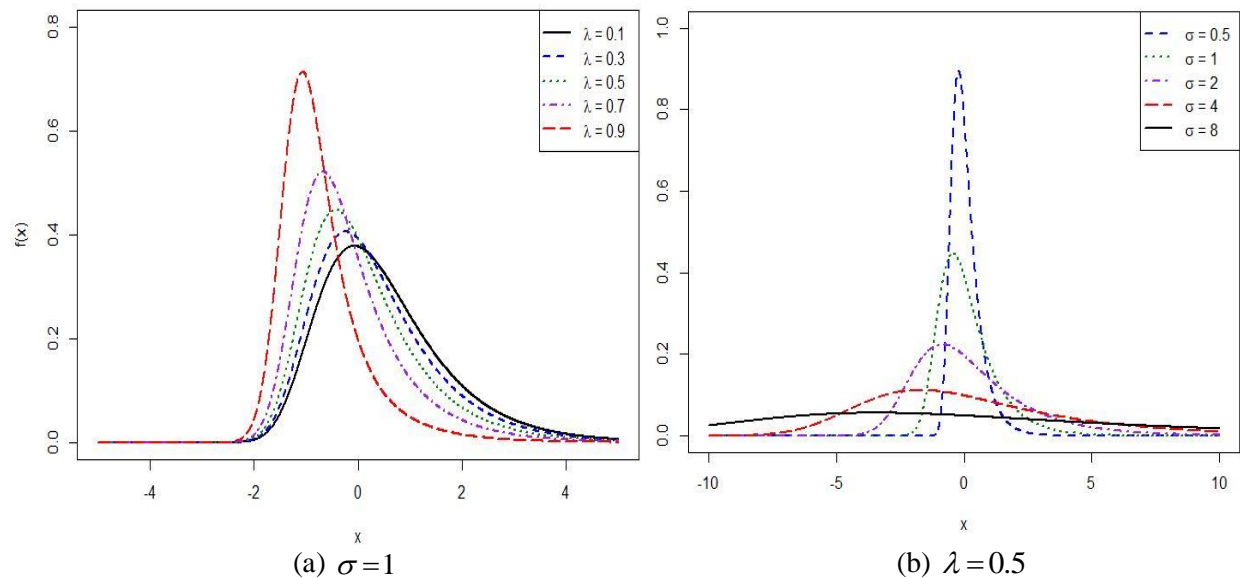 0.8
0.6
0.4
0.2
0.0
f(x)
-4
-2
0
2
4
x
λ = 0.1
λ = 0.3
λ = 0.5
λ = 0.7
λ = 0.9
(a) σ = 1
1.0
0.8
0.6
0.4
0.2
0.0
-10
-5
0
5
10
x
σ = 0.5
σ = 1
σ = 2
σ = 4
σ = 8
(b) λ = 0.5